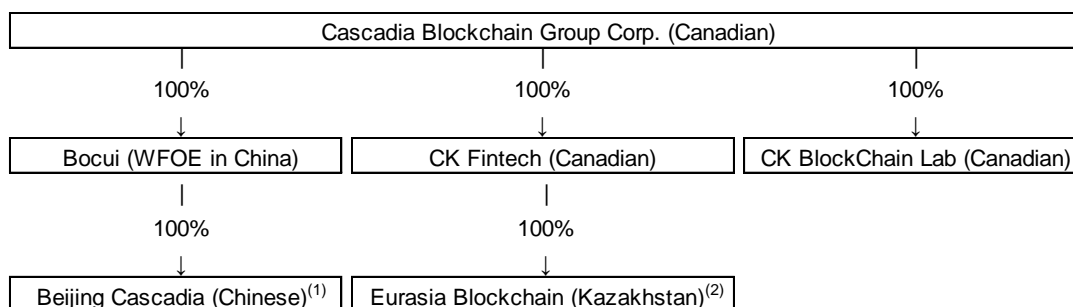 Cascadia Blockchain Group Corp. (Canadian)
100% 100% 100%
Bocui (WFOE in China) CK Fintech (Canadian) CK BlockChain Lab (Canadian)
100% 100%
Beijing Cascadia (Chinese)(1) Eurasia Blockchain (Kazakhstan)(2)